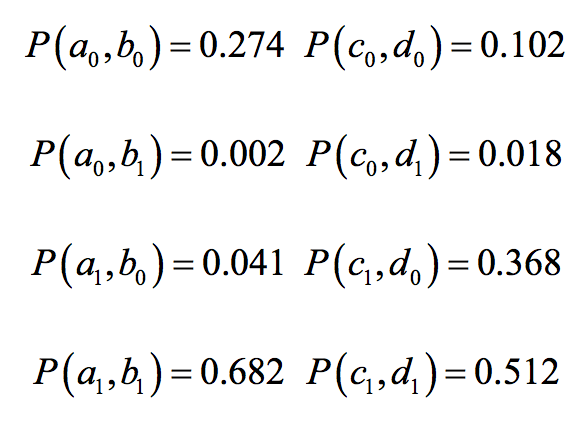 P(a₀,b₀)=0.274 P(c₀,d₀)=0.102
P(a₀,b₁)=0.002 P(c₀,d₁)=0.018
P(a₁,b₀)=0.041 P(c₁,d₀)=0.368
P(a₁,b₁)=0.682 P(c₁,d₁)=0.512